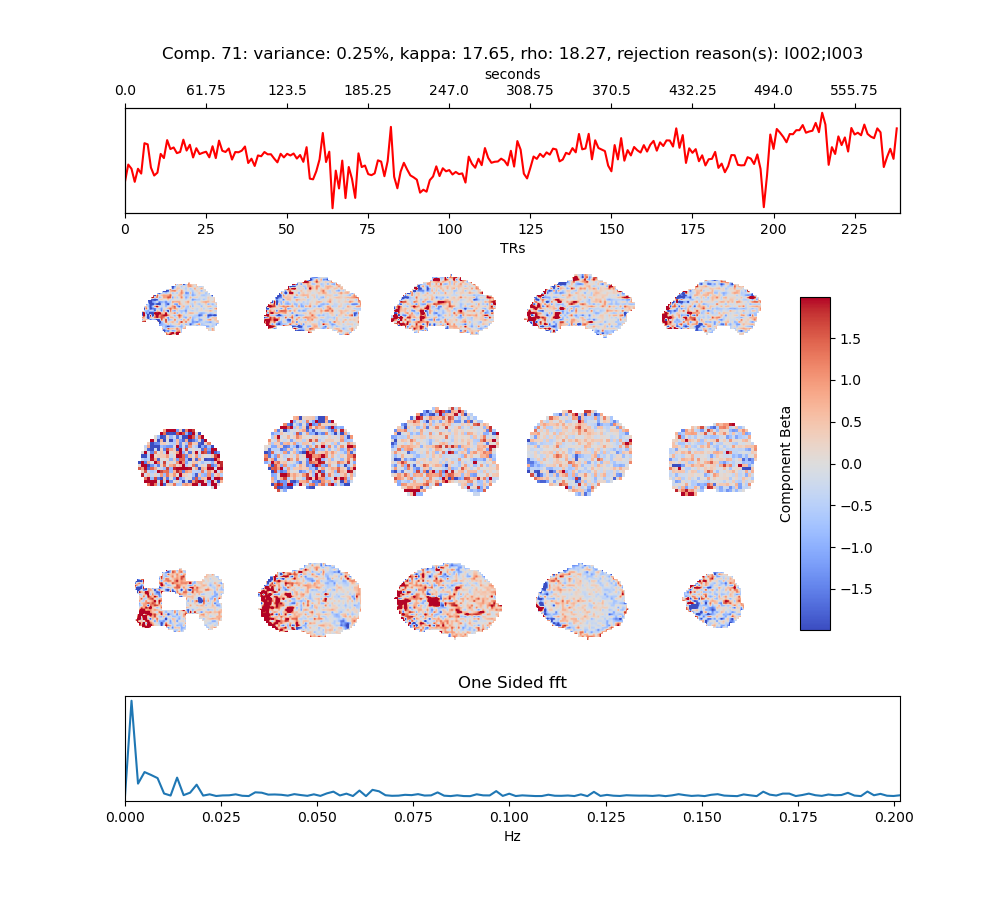 Comp. 71: variance: 0.25%, kappa: 17.65, rho: 18.27, rejection reason(s): I002;I003
seconds
0.0 61.75 123.5 185.25 247.0 308.75 370.5 432.25 494.0 555.75
0 25 50 75 100 125 150 175 200 225
TRs
1.5
1.0
0.5
0.0
−0.5
−1.0
−1.5
Component Beta
One Sided fft
0.000 0.025 0.050 0.075 0.100 0.125 0.150 0.175 0.200
Hz